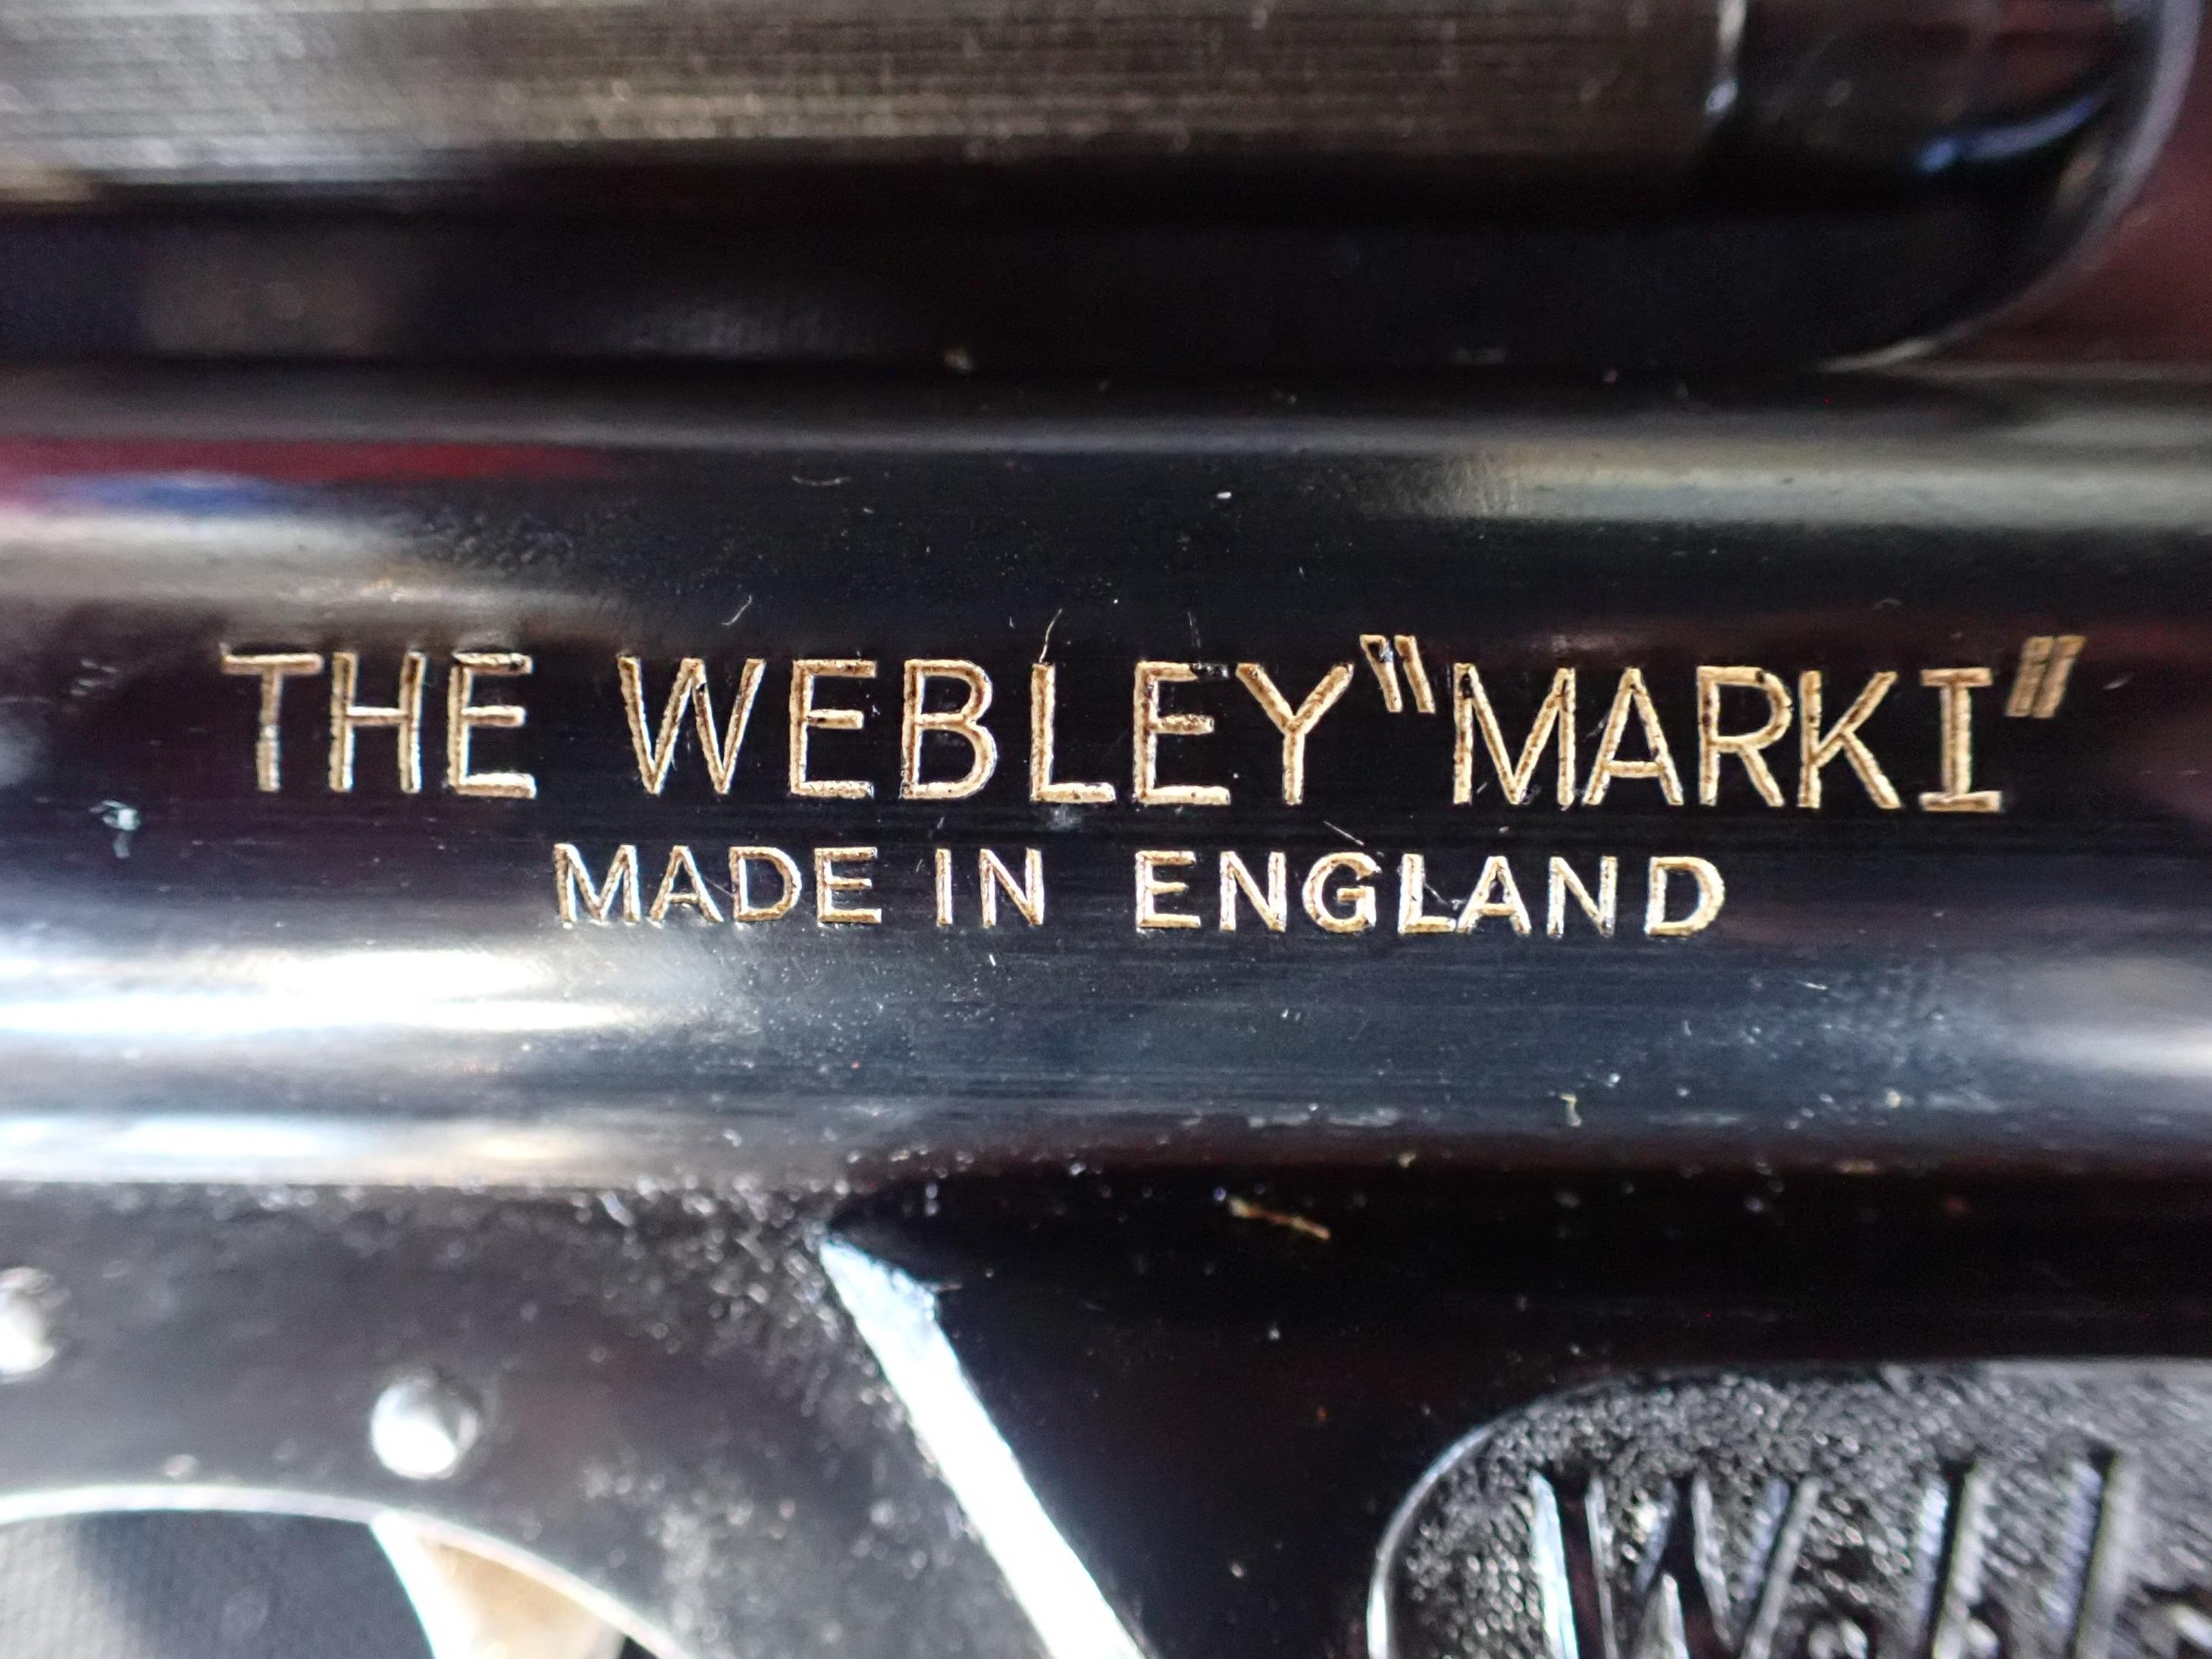 THE WEBLEY "MARK I"
MADE IN ENGLAND